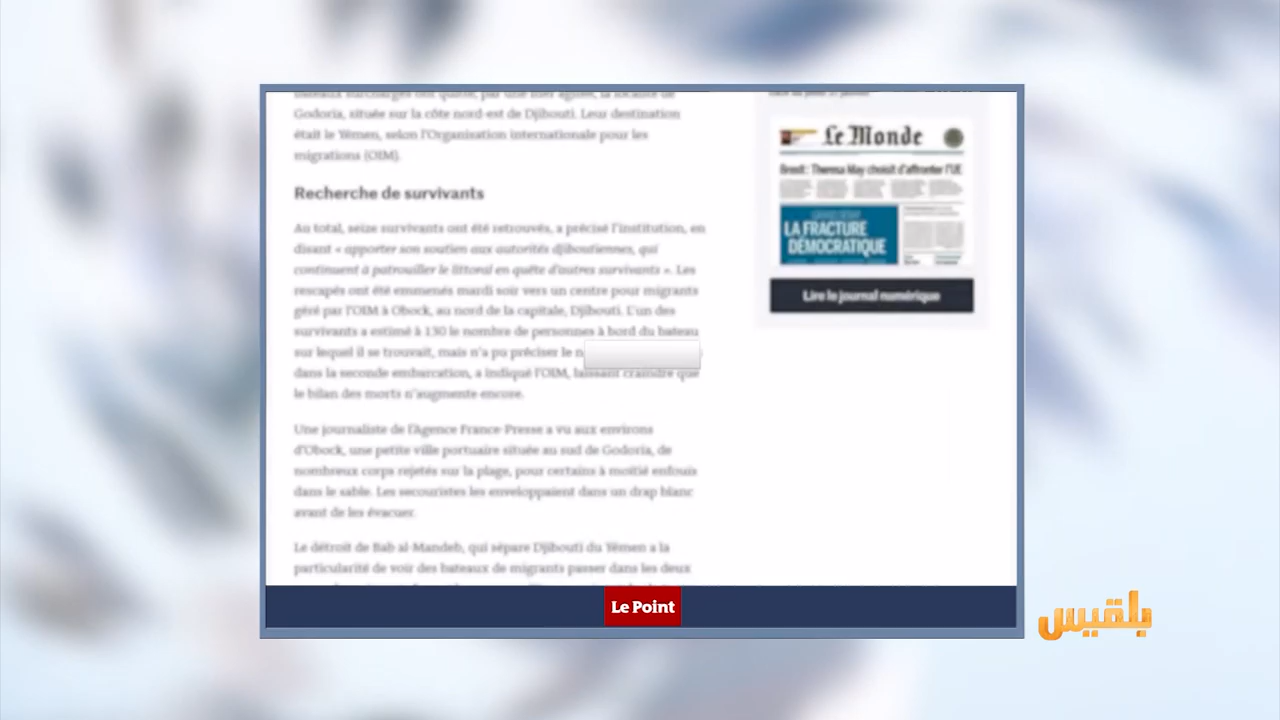 bateaux surchargés ont quitté, par une mer agitée, la localité de
Godoria, située sur la côte nord-est de Djibouti. Leur destination
était le Yémen, selon l'Organisation internationale pour les
migrations (OIM).
Recherche de survivants
Au total, seize survivants ont été retrouvés, a précisé l'institution, en
disant « apporter son soutien aux autorités djiboutiennes, qui
continuent à patrouiller le littoral en quête d'autres survivants ». Les
rescapés ont été emmenés mardi soir vers un centre pour migrants
géré par l'OIM à Obock, au nord de la capitale, Djibouti. L'un des
survivants a estimé à 130 le nombre de personnes à bord du bateau
sur lequel il se trouvait, mais n'a pu préciser le
dans la seconde embarcation, a indiqué l'OIM, laissant craindre que
le bilan des morts n'augmente encore.
Une journaliste de l'Agence France-Presse a vu aux environs
d'Obock, une petite ville portuaire située au sud de Godoria, de
nombreux corps rejetés sur la plage, pour certains à moitié enfouis
dans le sable. Les secouristes les enveloppaient dans un drap blanc
avant de les évacuer.
Le détroit de Bab al-Mandeb, qui sépare Djibouti du Yémen a la
particularité de voir des bateaux de migrants passer dans les deux
Le Monde
Brexit : Theresa May choisit d'affronter l'UE
LA FRACTURE
DÉMOCRATIQUE
Lire le journal numérique
Le Point
بلقيس